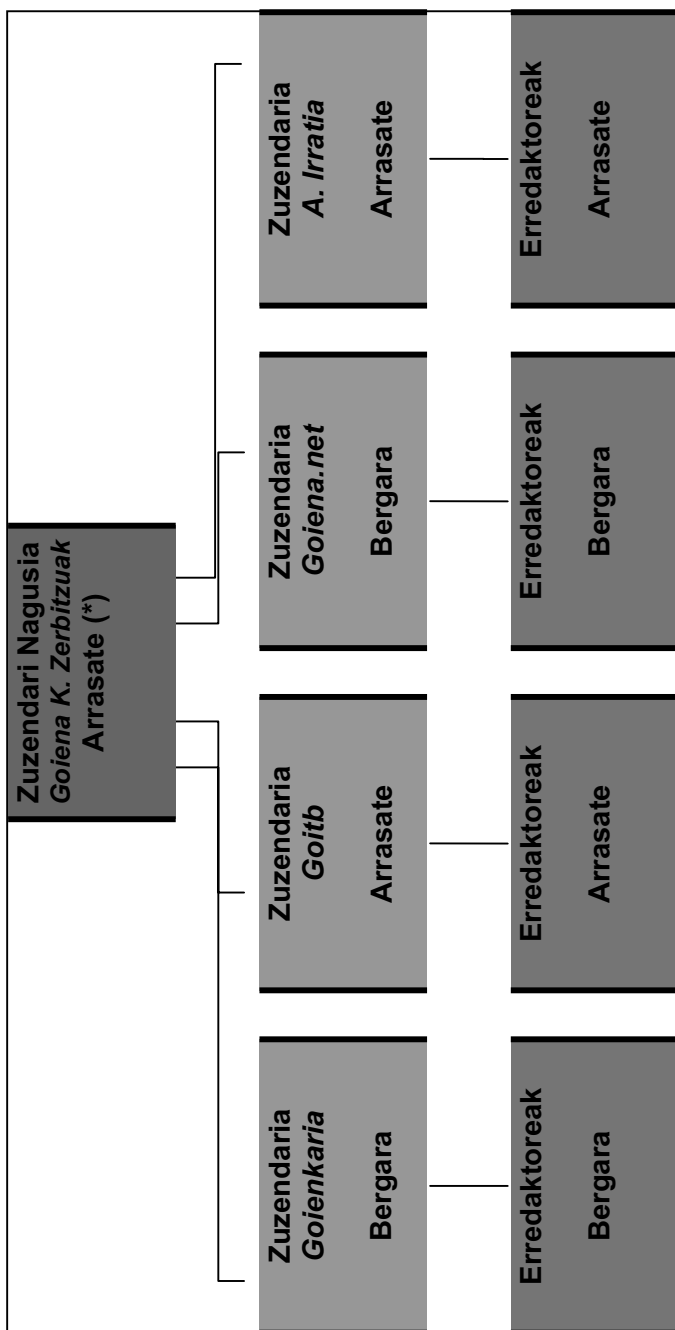 Zuzendari Nagusia
Goiena K. Zerbitzuak
Arrasate (*)
Zuzendaria
Goienkaria
Bergara
Zuzendaria
Goitb
Arrasate
Zuzendaria
Goiena.net
Bergara
Zuzendaria
A. Irratia
Arrasate
Erredaktoreak
Bergara
Erredaktoreak
Arrasate
Erredaktoreak
Bergara
Erredaktoreak
Arrasate